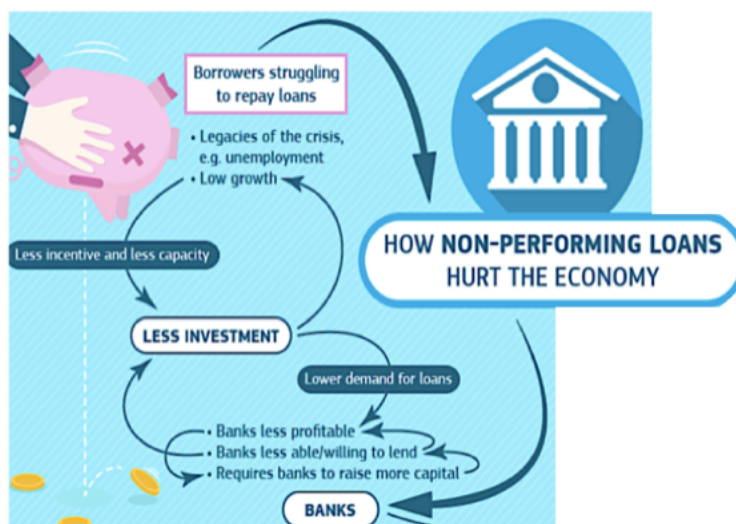 Borrowers struggling
to repay loans
• Legacies of the crisis,
e.g. unemployment
• Low growth
Less incentive and less capacity
HOW NON-PERFORMING LOANS
HURT THE ECONOMY
LESS INVESTMENT
Lower demand for loans
• Banks less profitable
• Banks less able/willing to lend
• Requires banks to raise more capital
BANKS